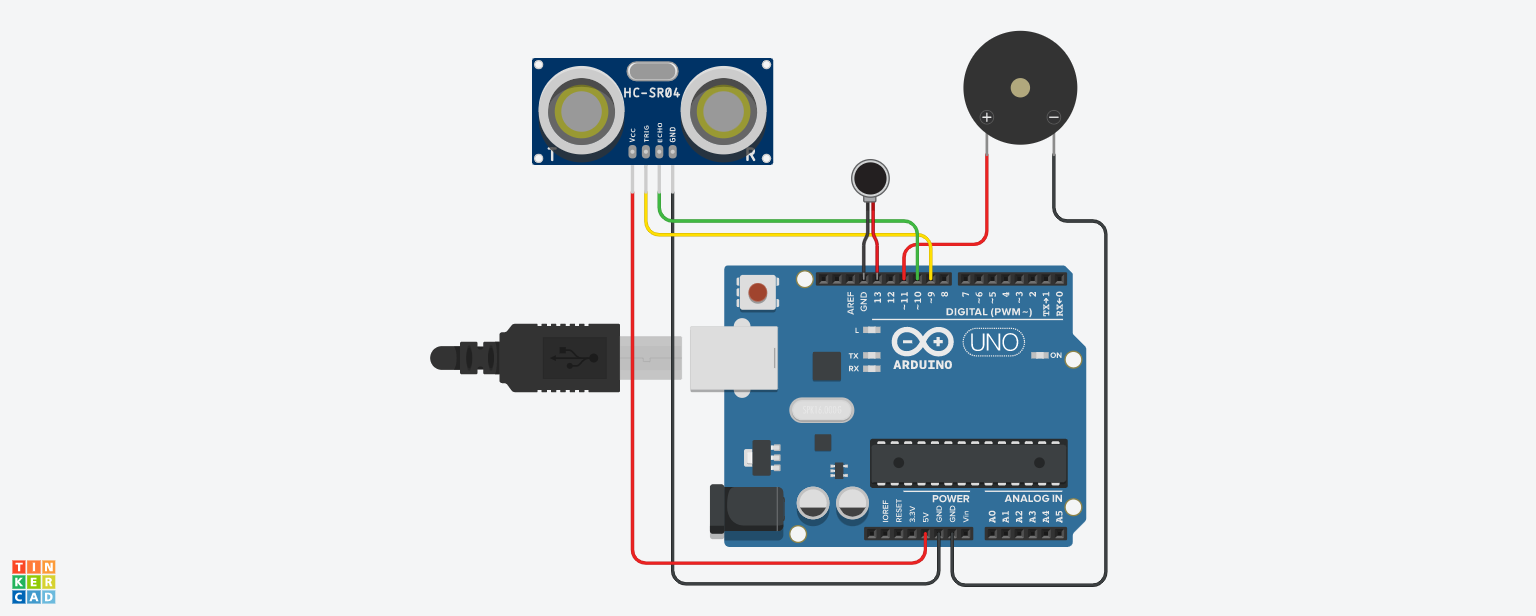 HC-SR04
Vcc
TRIG
ECHO
GND
T
R
AREF
GND
13
12
~11
~10
~9
8
7
~6
~5
4
~3
2
TX→1
RX←0
DIGITAL (PWM~)
L
TX
RX
ARDUINO
UNO
ON
POWER
ANALOG IN
IOREF
RESET
3.3V
5V
GND
GND
Vin
A0
A1
A2
A3
A4
A5
TIN
KER
CAD